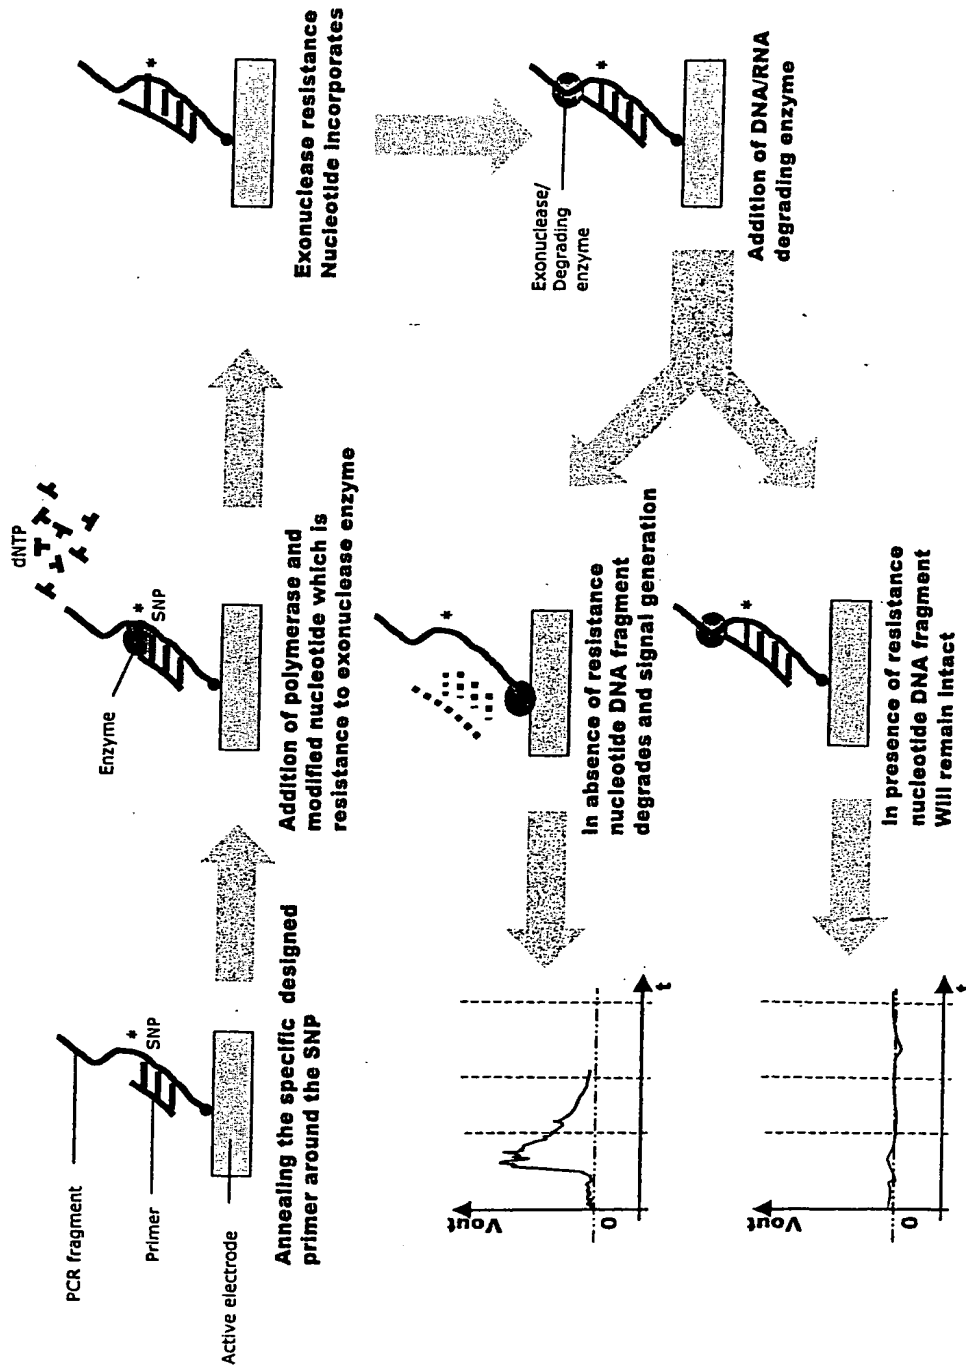 PCR fragment
Primer
Active electrode
*
SNP
Annealing the specific designed
primer around the SNP
dNTP
Enzyme
*
SNP
Addition of polymerase and
modified nucleotide which is
resistance to exonuclease enzyme
*
Exonuclease resistance
Nucleotide incorporates
Exonuclease/
Degrading
enzyme
*
Addition of DNA/RNA
degrading enzyme
*
In absence of resistance
nucleotide DNA fragment
degrades and signal generation
Vout
0
t
*
In presence of resistance
nucleotide DNA fragment
Will remain intact
Vout
0
t